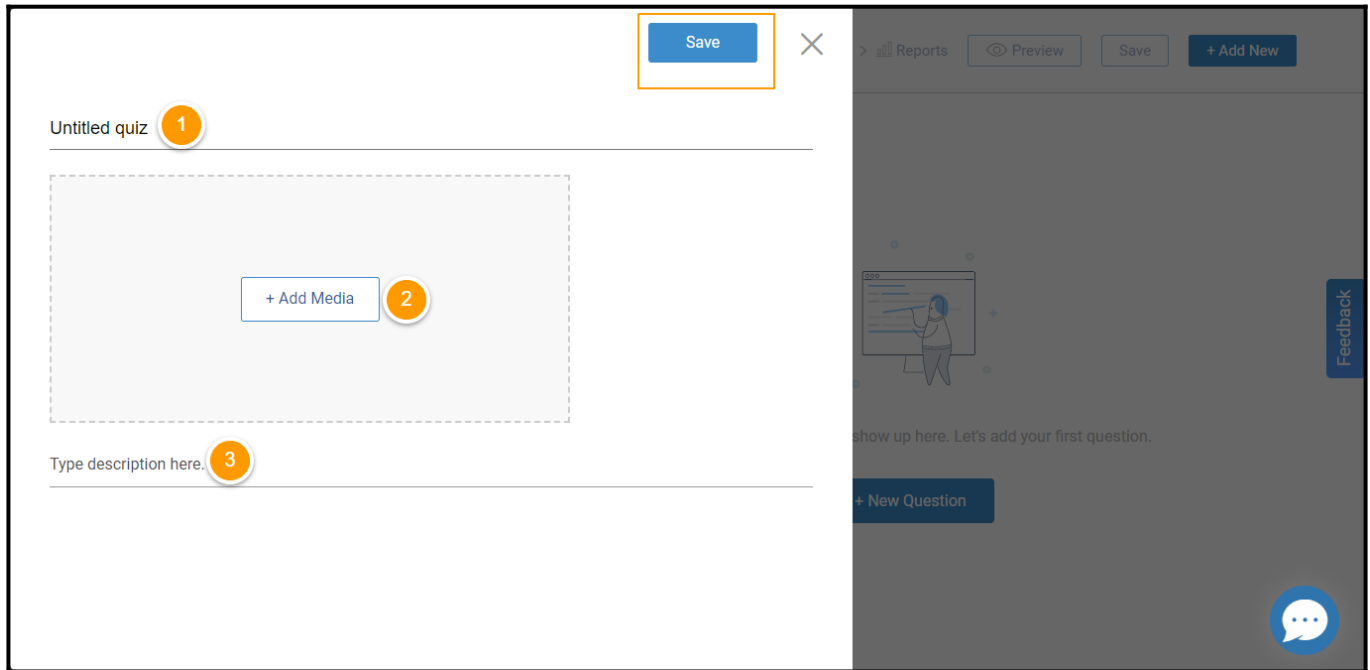 Save
> Reports Preview Save + Add New
Untitled quiz 1
+ Add Media 2
Feedback
Type description here. 3
show up here. Let's add your first question.
+ New Question